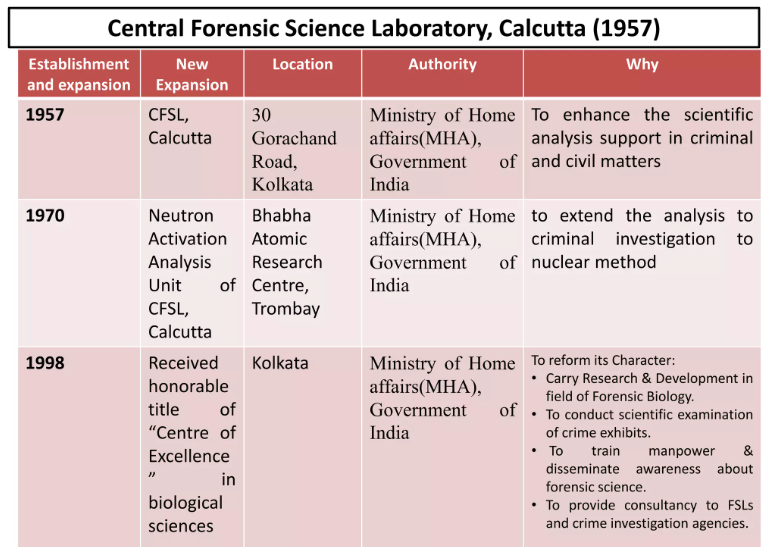 Central Forensic Science Laboratory, Calcutta (1957)
Establishment
and expansion
New
Expansion
Location
Authority
Why
1957
CFSL,
Calcutta
30
Gorachand
Road,
Kolkata
Ministry of Home
affairs(MHA),
Government of
India
To enhance the scientific
analysis support in criminal
and civil matters
1970
Neutron
Activation
Analysis
Unit of
CFSL,
Calcutta
Bhabha
Atomic
Research
Centre,
Trombay
Ministry of Home
affairs(MHA),
Government of
India
to extend the analysis to
criminal investigation to
nuclear method
1998
Received
honorable
title of
“Centre of
Excellence
” in
biological
sciences
Kolkata
Ministry of Home
affairs(MHA),
Government of
India
To reform its Character:
• Carry Research & Development in
field of Forensic Biology.
• To conduct scientific examination
of crime exhibits.
• To train manpower &
disseminate awareness about
forensic science.
• To provide consultancy to FSLs
and crime investigation agencies.